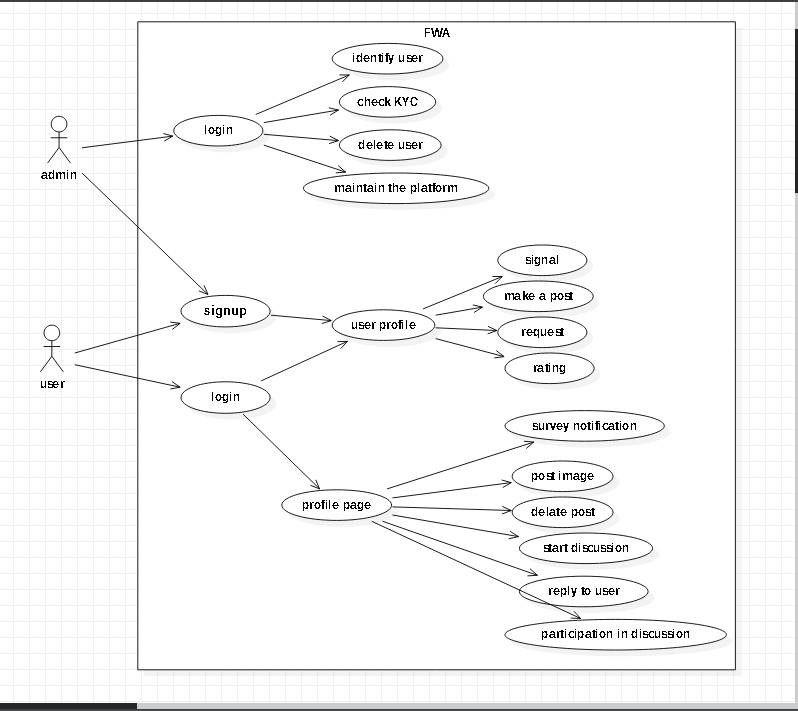 FWA
identify user
check KYC
login
delete user
admin
maintain the platform
signal
make a post
signup
user profile
request
rating
user
login
survey notification
post image
profile page
delate post
start discussion
reply to user
participation in discussion